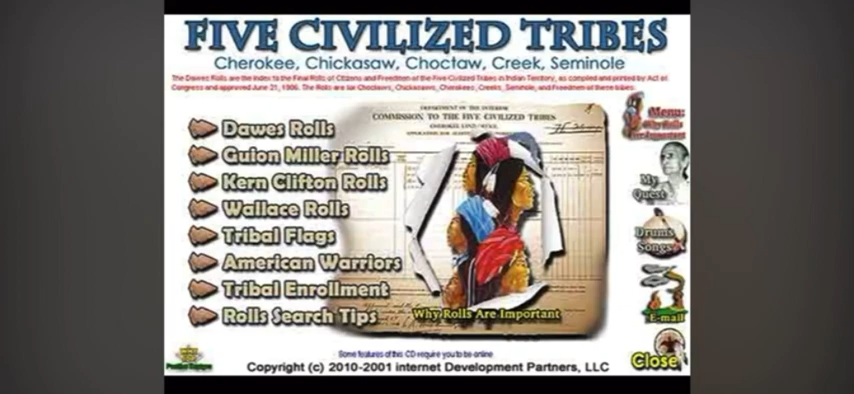 FIVE CIVILIZED TRIBES
Cherokee, Chickasaw, Choctaw, Creek, Seminole
The Dawes Rolls are the Index to the Final Rolls of Citizens and Freedmen of the Five Civilized Tribes in Indian Territory, as compiled and printed by Act of
Congress and approved June 21, 1906. The Rolls are for Choctaws, Chickasaws, Cherokees, Creeks, Seminole, and Freedmen of these tribes.
DEPARTMENT OF THE INTERIOR
COMMISSION TO THE FIVE CIVILIZED TRIBES
Dawes Rolls
Guion Miller Rolls
Kern Clifton Rolls
Wallace Rolls
Tribal Flags
American Warriors
Tribal Enrollment
Rolls Search Tips
Why Rolls Are Important
Menu:
Why Rolls
Are Important
My
Quest
Drums
Songs
E-mail
Close
Some features of this CD require you to be online
Copyright (c) 2010-2001 internet Development Partners, LLC